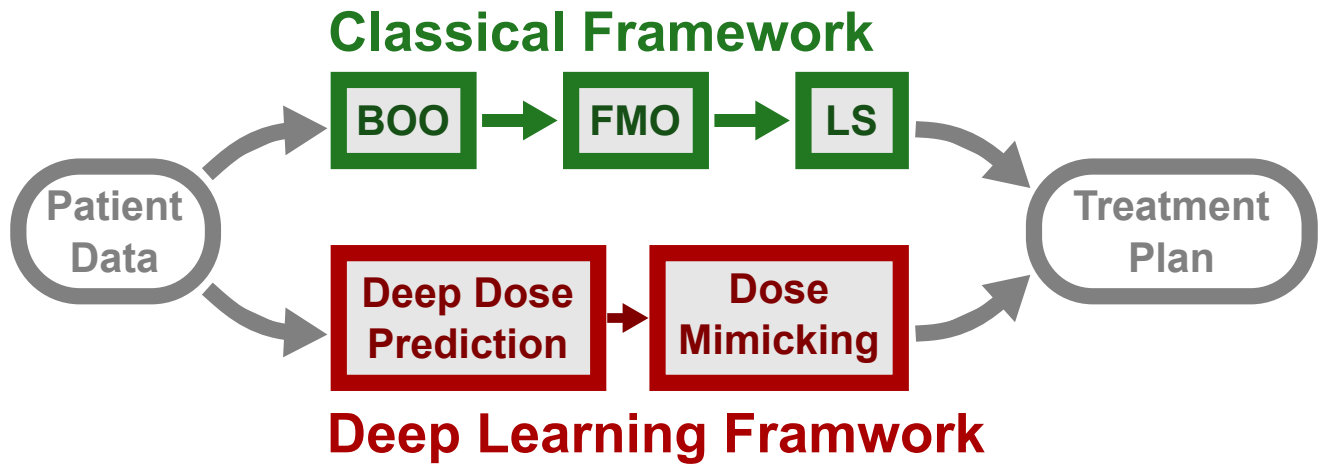 Classical Framework
BOO
FMO
LS
Patient
Data
Treatment
Plan
Deep Dose
Prediction
Dose
Mimicking
Deep Learning Framwork